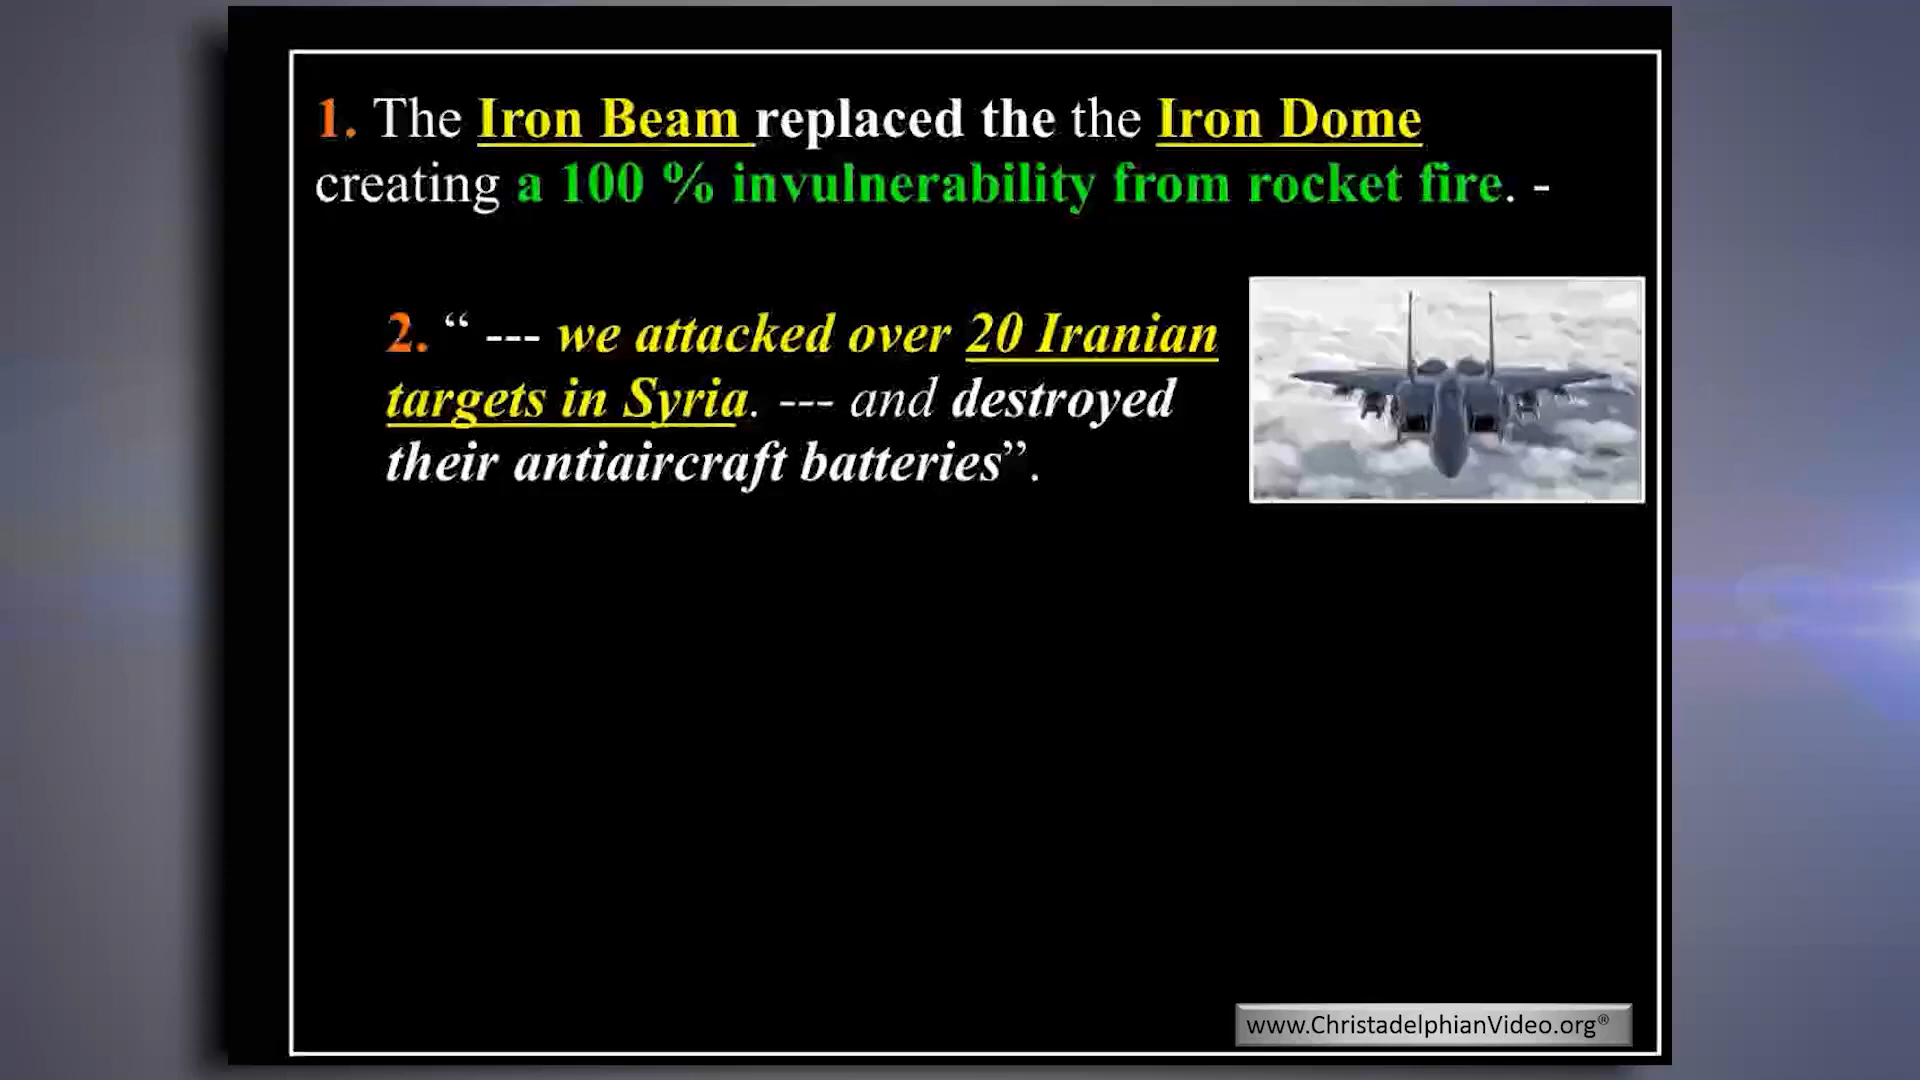 1. The Iron Beam replaced the the Iron Dome
creating a 100 % invulnerability from rocket fire. -
2. “ --- we attacked over 20 Iranian
targets in Syria. --- and destroyed
their antiaircraft batteries”.
www.ChristadelphianVideo.org®